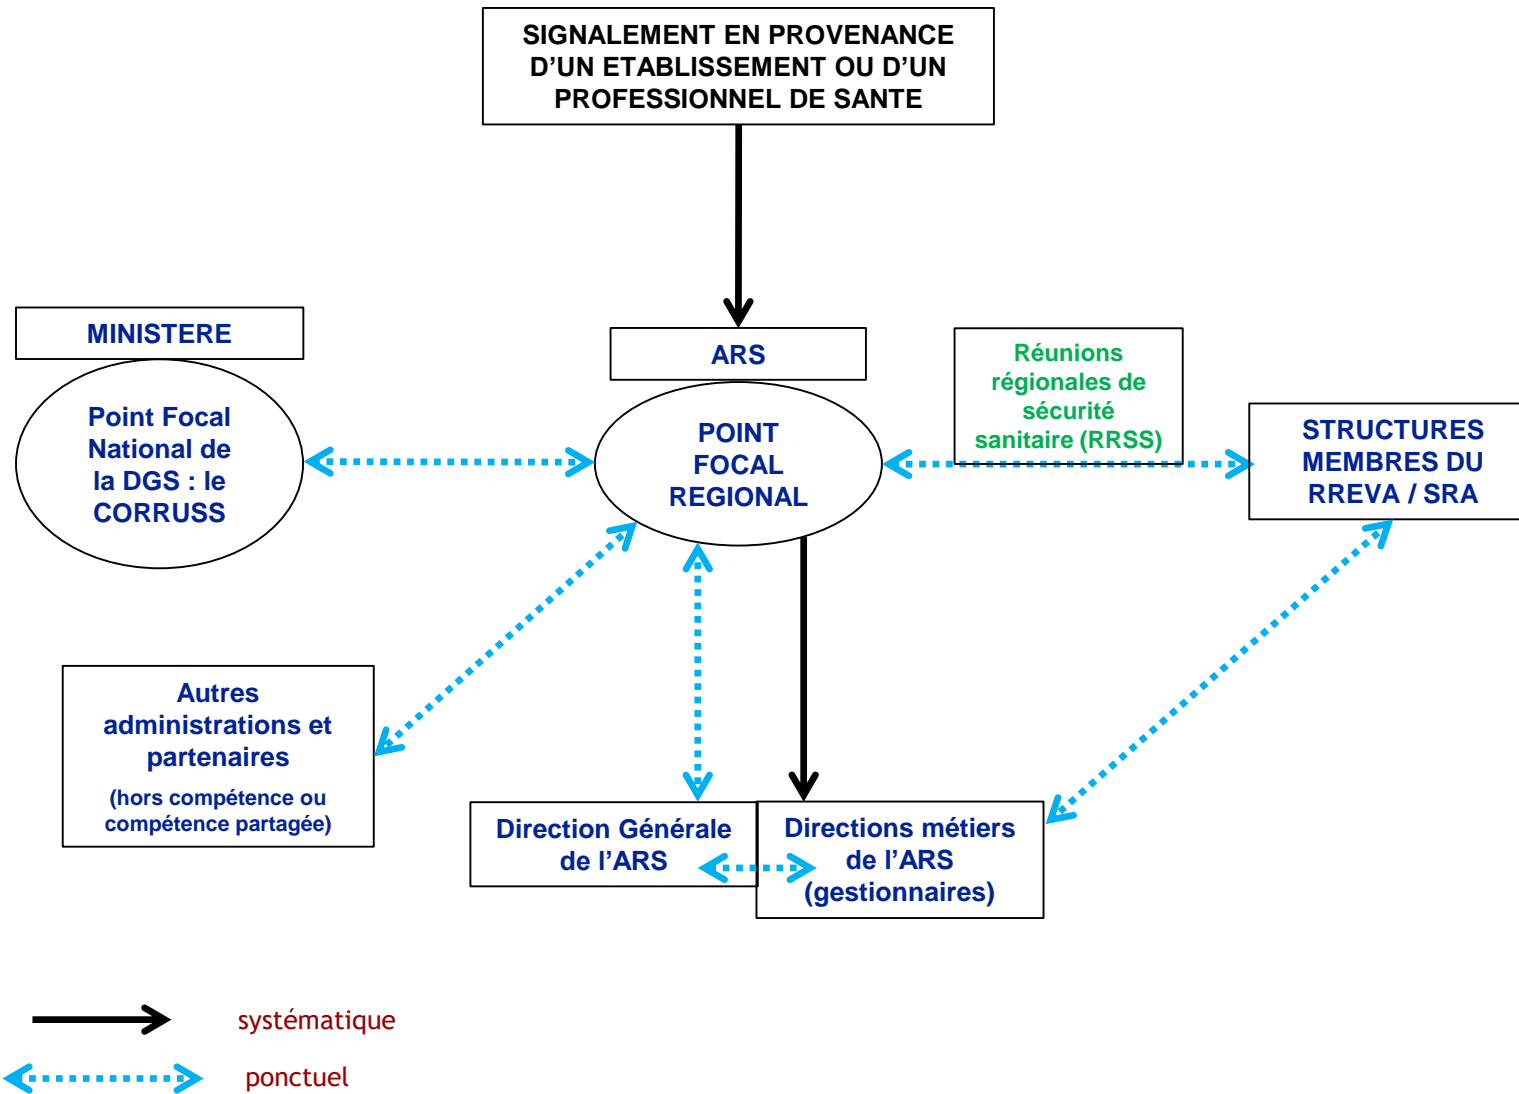 SIGNALEMENT EN PROVENANCE
D’UN ETABLISSEMENT OU D’UN
PROFESSIONNEL DE SANTE
MINISTERE
Point Focal
National de
la DGS : le
CORRUSS
ARS
POINT
FOCAL
REGIONAL
Réunions
régionales de
sécurité
sanitaire (RRSS)
STRUCTURES
MEMBRES DU
RREVA / SRA
Autres
administrations et
partenaires
(hors compétence ou
compétence partagée)
Direction Générale
de l’ARS
Directions métiers
de l’ARS
(gestionnaires)
systématique
ponctuel